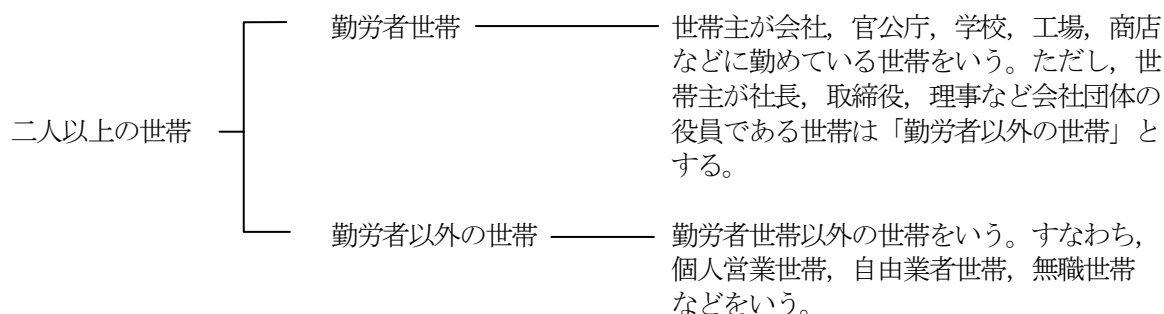 二人以上の世帯
勤労者世帯
世帯主が会社，官公庁，学校，工場，商店
などに勤めている世帯をいう。ただし，世
帯主が社長，取締役，理事など会社団体の
役員である世帯は「勤労者以外の世帯」と
する。
勤労者以外の世帯
勤労者世帯以外の世帯をいう。すなわち，
個人営業世帯，自由業者世帯，無職世帯
などをいう。